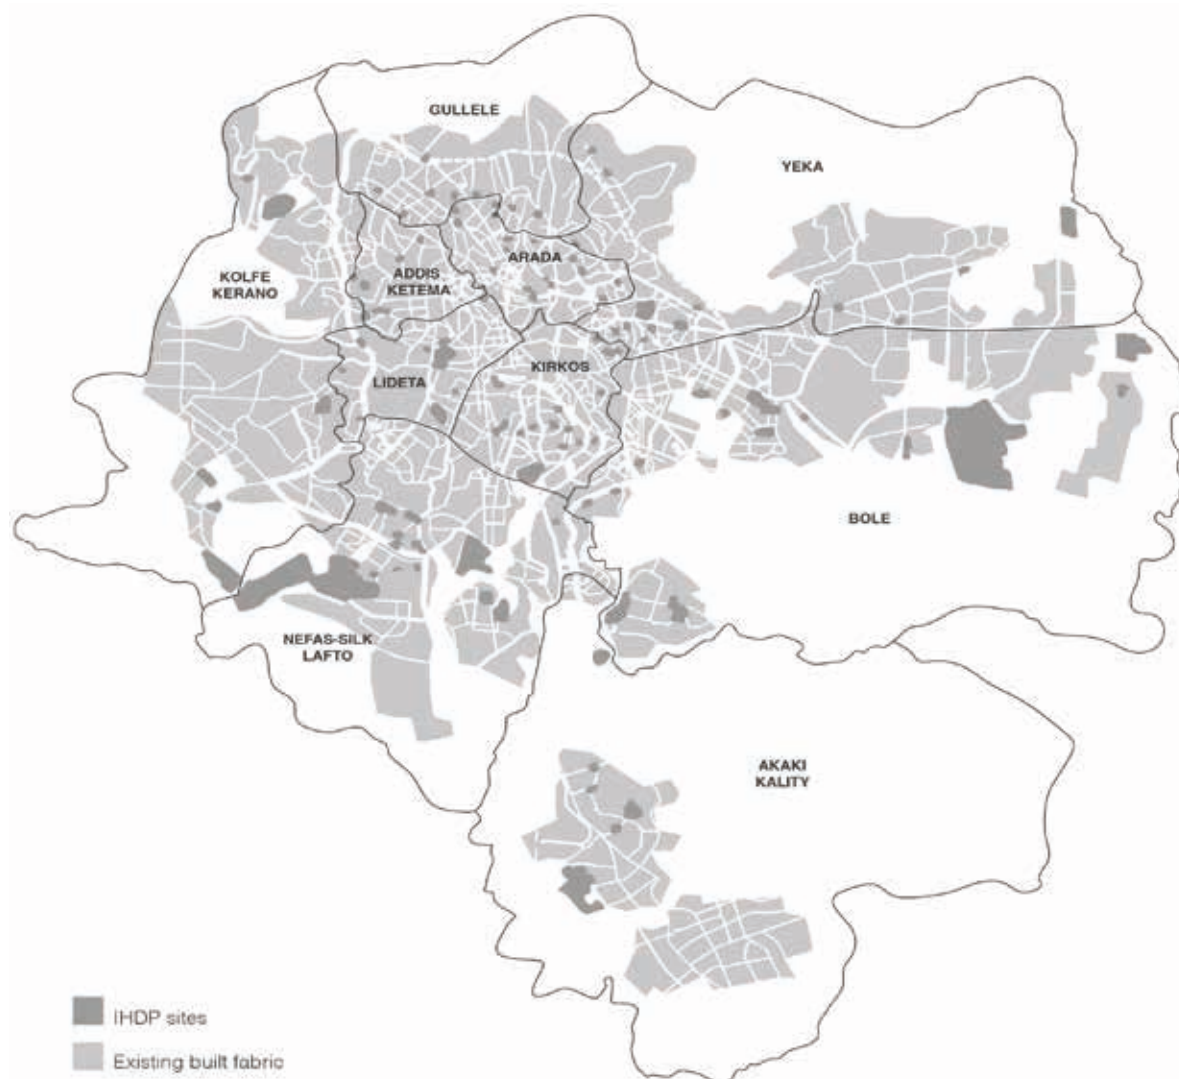 GULLELE
YEKA
KOLFE
KERANO
ADDIS
KETEMA
ARADA
LIDETA
KIRKOS
BOLE
NEFAS-SILK
LAFTO
AKAKI
KALITY
IHDP sites
Existing built fabric